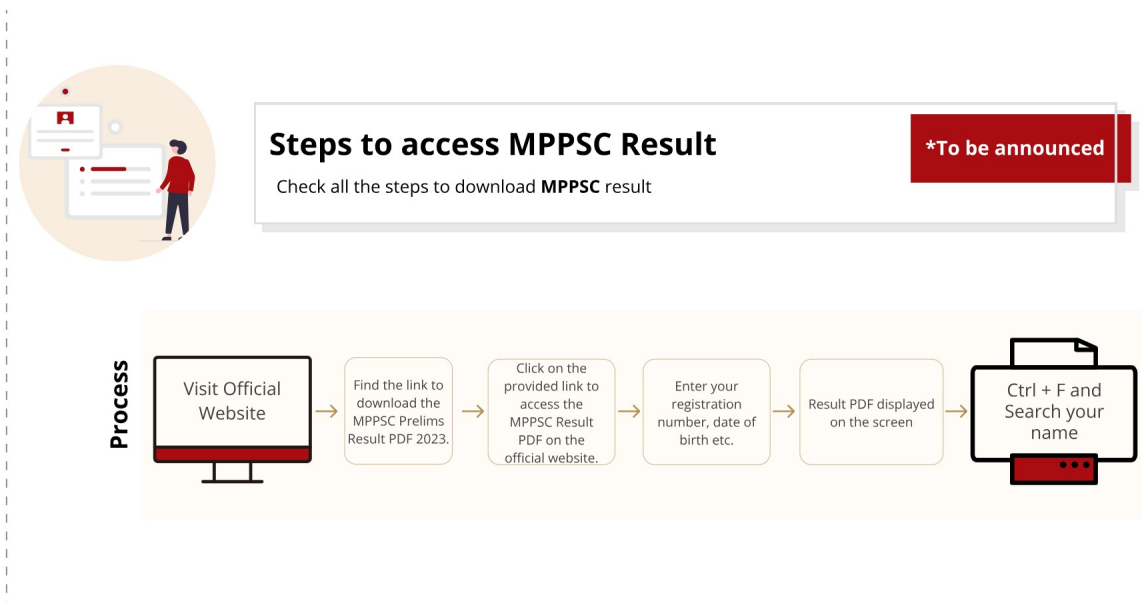 Steps to access MPPSC Result
*To be announced
Check all the steps to download MPPSC result
Process
Visit Official
Website
Find the link to
download the
MPPSC Prelims
Result PDF 2023.
Click on the
provided link to
access the
MPPSC Result
PDF on the
official website.
Enter your
registration
number, date of
birth etc.
Result PDF displayed
on the screen
Ctrl + F and
Search your
name